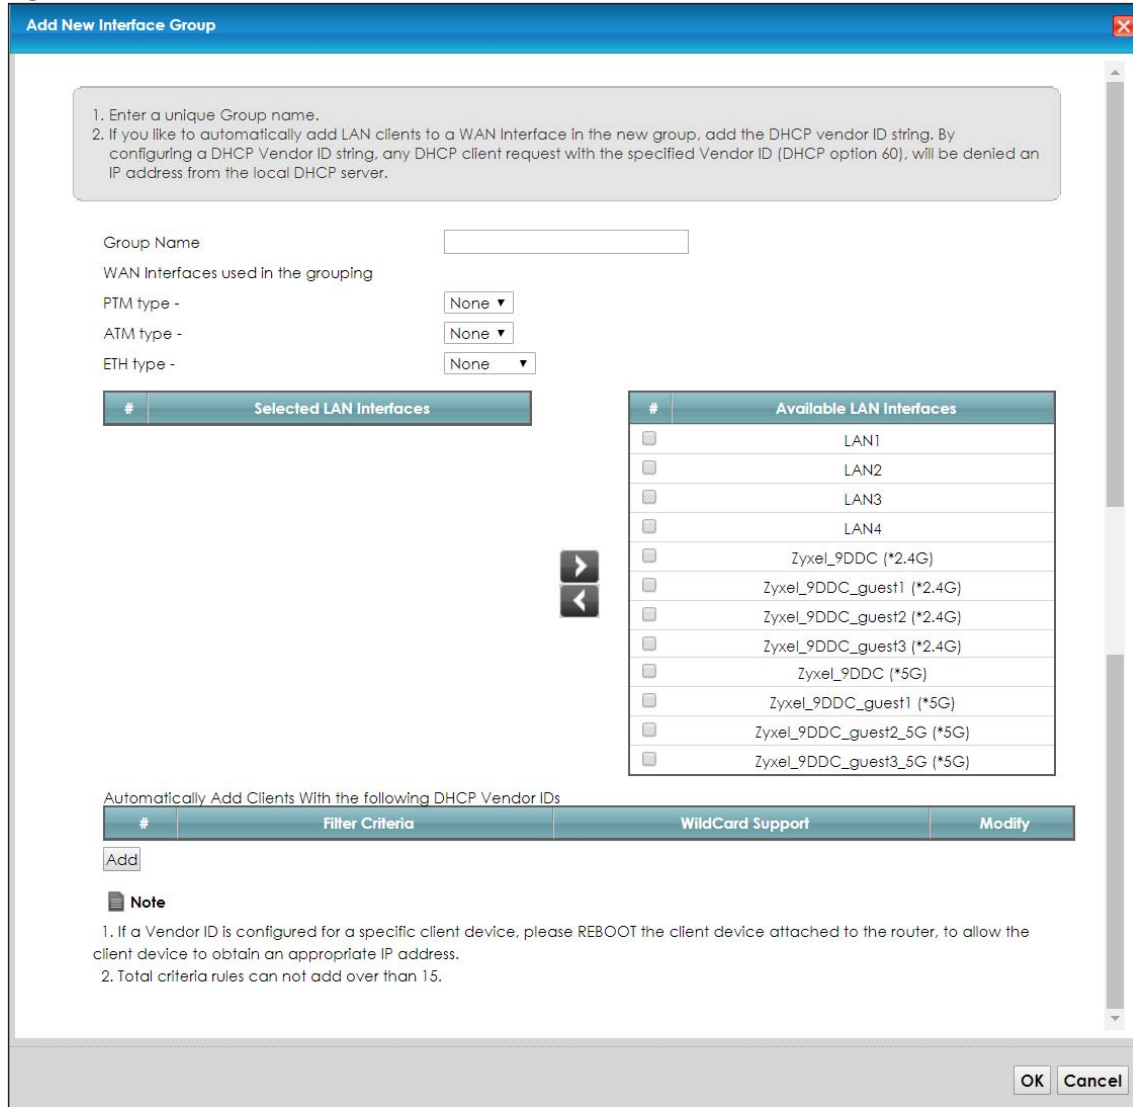 Add New Interface Group
1. Enter a unique Group name.
2. If you like to automatically add LAN clients to a WAN Interface in the new group, add the DHCP vendor ID string. By
configuring a DHCP Vendor ID string, any DHCP client request with the specified Vendor ID (DHCP option 60), will be denied an
IP address from the local DHCP server.
Group Name
WAN Interfaces used in the grouping
PTM type - None
ATM type - None
ETH type - None
# Selected LAN Interfaces
# Available LAN Interfaces
LAN1
LAN2
LAN3
LAN4
Zyxel_9DDC (*2.4G)
Zyxel_9DDC_guest1 (*2.4G)
Zyxel_9DDC_guest2 (*2.4G)
Zyxel_9DDC_guest3 (*2.4G)
Zyxel_9DDC (*5G)
Zyxel_9DDC_guest1 (*5G)
Zyxel_9DDC_guest2_5G (*5G)
Zyxel_9DDC_guest3_5G (*5G)
Automatically Add Clients With the following DHCP Vendor IDs
# Filter Criteria WildCard Support Modify
Add
Note
1. If a Vendor ID is configured for a specific client device, please REBOOT the client device attached to the router, to allow the
client device to obtain an appropriate IP address.
2. Total criteria rules can not add over than 15.
OK Cancel